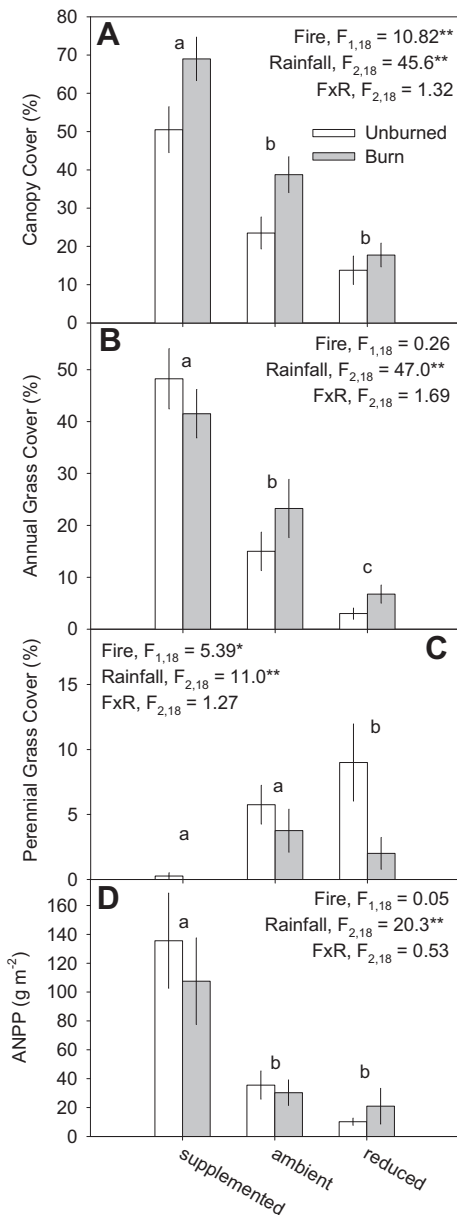 A
Fire, F1,18 = 10.82**
Rainfall, F2,18 = 45.6**
FxR, F2,18 = 1.32
Unburned
Burn
Canopy Cover (%)
80
70
60
50
40
30
20
10
0
a
b
b
B
Fire, F1,18 = 0.26
Rainfall, F2,18 = 47.0**
FxR, F2,18 = 1.69
Annual Grass Cover (%)
50
40
30
20
10
0
a
b
c
C
Fire, F1,18 = 5.39*
Rainfall, F2,18 = 11.0**
FxR, F2,18 = 1.27
Perennial Grass Cover (%)
15
10
5
0
a
a
b
D
Fire, F1,18 = 0.05
Rainfall, F2,18 = 20.3**
FxR, F2,18 = 0.53
ANPP (g m-2)
160
140
120
100
80
60
40
20
0
a
b
b
supplemented
ambient
reduced